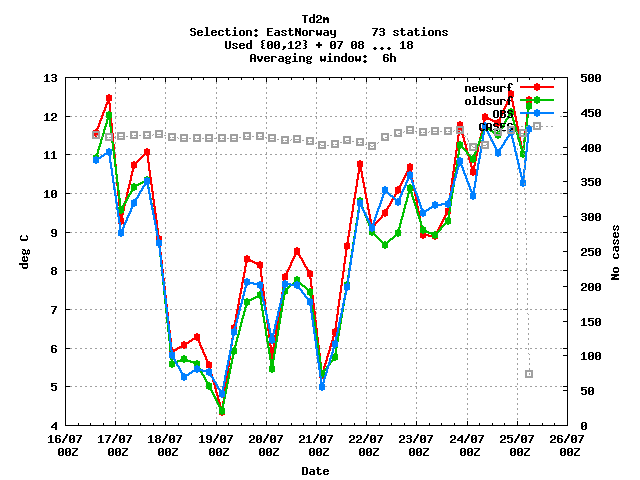 Td2m
Selection: EastNorway     73 stations
Used {00,12} + 07 08 ... 18
Averaging window:  6h
newsurf
oldsurf
OBS
CASES
13
12
11
10
9
8
7
6
5
4
deg C
500
450
400
350
300
250
200
150
100
50
0
No cases
16/07 17/07 18/07 19/07 20/07 21/07 22/07 23/07 24/07 25/07 26/07
00Z 00Z 00Z 00Z 00Z 00Z 00Z 00Z 00Z 00Z 00Z
Date